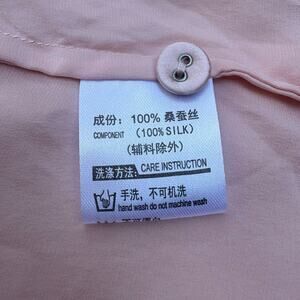 成份: 100% 桑蚕丝
COMPONENT (100% SILK)
(辅料除外)
洗涤方法: CARE INSTRUCTION
手洗, 不可机洗
hand wash do not machine wash